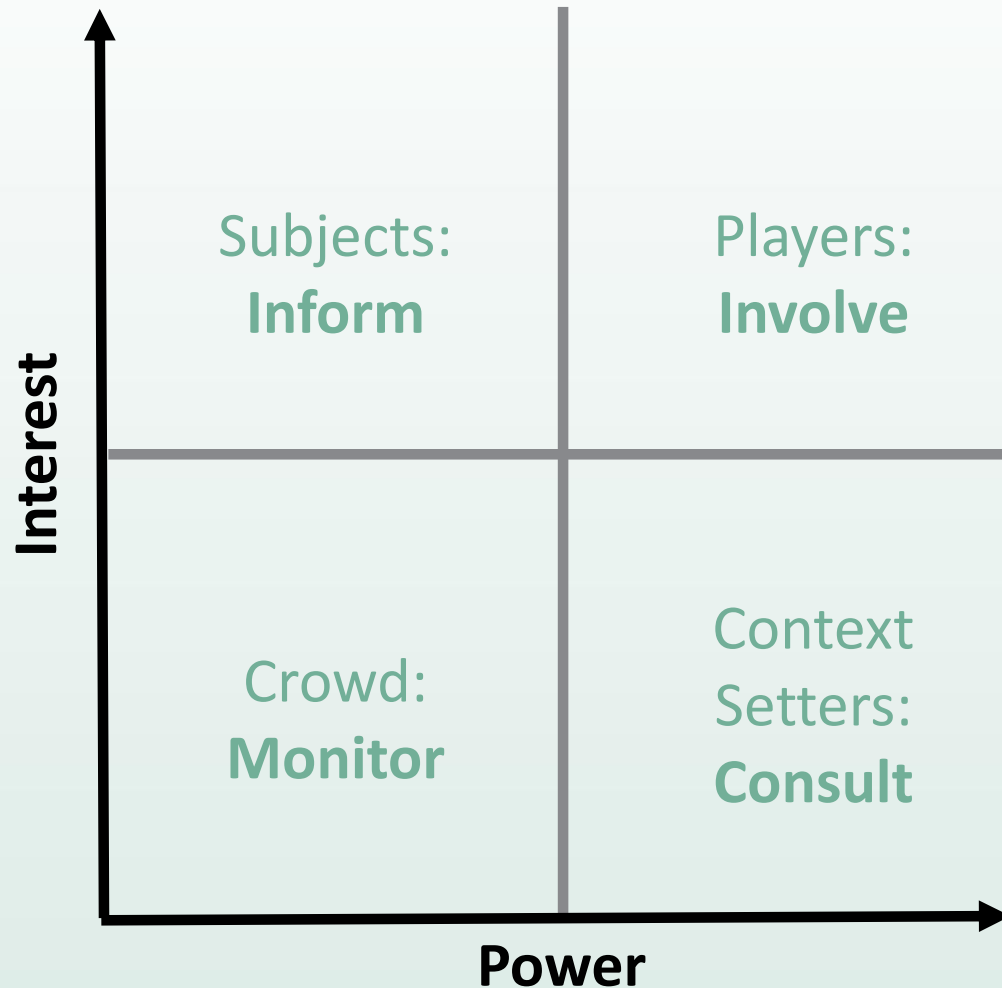 Interest
Subjects:
Inform
Players:
Involve
Crowd:
Monitor
Context
Setters:
Consult
Power